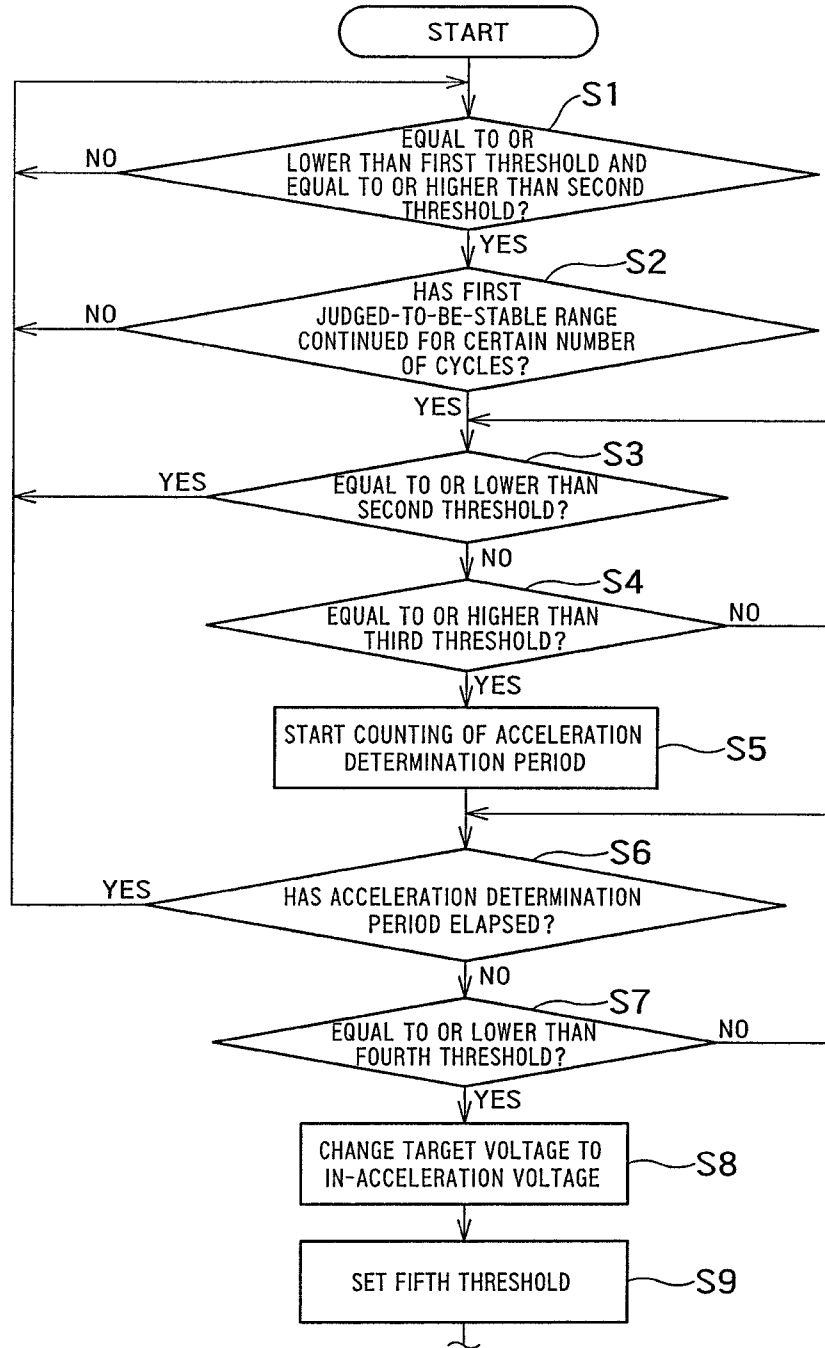 START
S1
EQUAL TO OR
LOWER THAN FIRST THRESHOLD AND
EQUAL TO OR HIGHER THAN SECOND
THRESHOLD?
NO
YES
S2
HAS FIRST
JUDGED-TO-BE-STABLE RANGE
CONTINUED FOR CERTAIN NUMBER
OF CYCLES?
NO
YES
S3
EQUAL TO OR LOWER THAN
SECOND THRESHOLD?
YES
NO
S4
EQUAL TO OR HIGHER THAN
THIRD THRESHOLD?
NO
YES
START COUNTING OF ACCELERATION
DETERMINATION PERIOD
S5
S6
HAS ACCELERATION DETERMINATION
PERIOD ELAPSED?
YES
NO
S7
EQUAL TO OR LOWER THAN
FOURTH THRESHOLD?
NO
YES
CHANGE TARGET VOLTAGE TO
IN-ACCELERATION VOLTAGE
S8
SET FIFTH THRESHOLD
S9